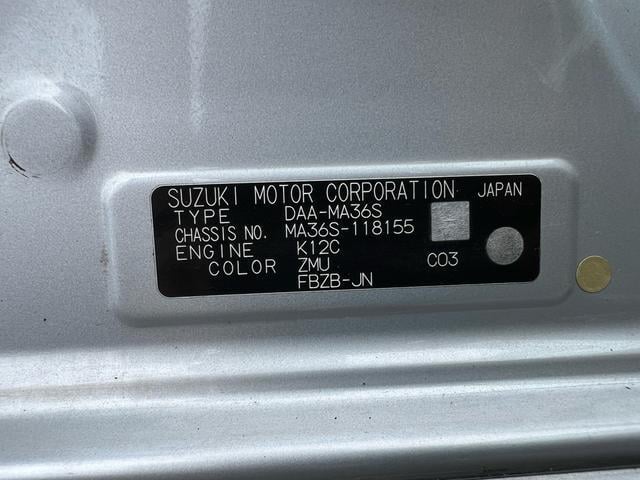 SUZUKI MOTOR CORPORATION JAPAN
TYPE DAA-MA36S
CHASSIS NO. MA36S-118155
ENGINE K12C
COLOR ZMU C03
FBZB-JN